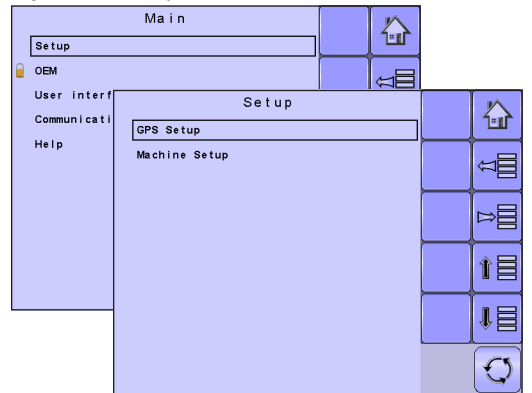 Main
Setup
OEM
User interf
Communicati
Help
Setup
GPS Setup
Machine Setup